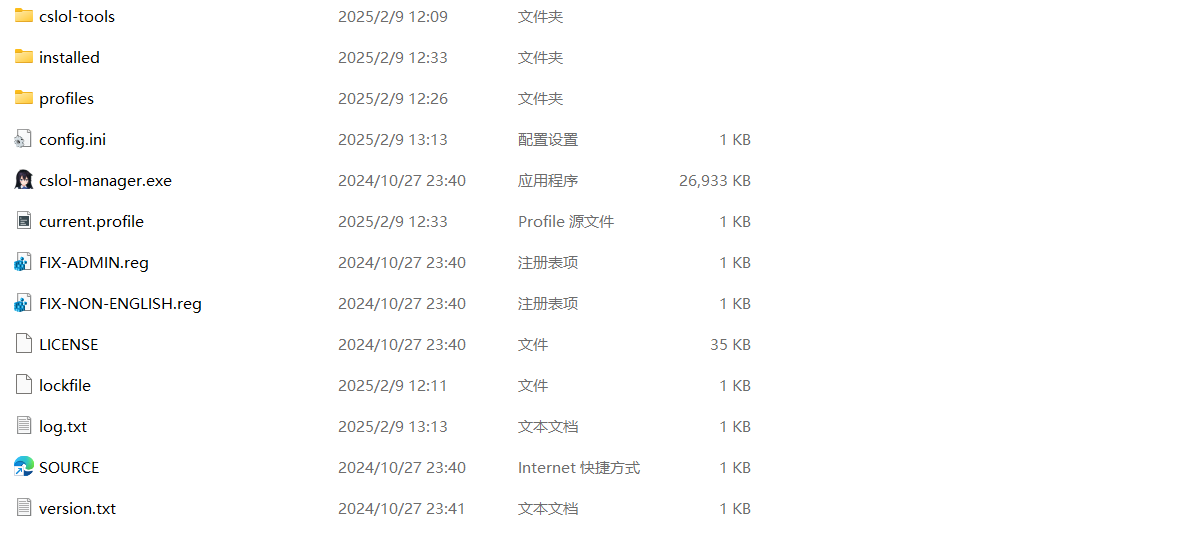 cslol-tools 2025/2/9 12:09 文件夹
installed 2025/2/9 12:33 文件夹
profiles 2025/2/9 12:26 文件夹
config.ini 2025/2/9 13:13 配置设置 1 KB
cslol-manager.exe 2024/10/27 23:40 应用程序 26,933 KB
current.profile 2025/2/9 12:33 Profile 源文件 1 KB
FIX-ADMIN.reg 2024/10/27 23:40 注册表项 1 KB
FIX-NON-ENGLISH.reg 2024/10/27 23:40 注册表项 1 KB
LICENSE 2024/10/27 23:40 文件 35 KB
lockfile 2025/2/9 12:11 文件 1 KB
log.txt 2025/2/9 13:13 文本文档 1 KB
SOURCE 2024/10/27 23:40 Internet 快捷方式 1 KB
version.txt 2024/10/27 23:41 文本文档 1 KB